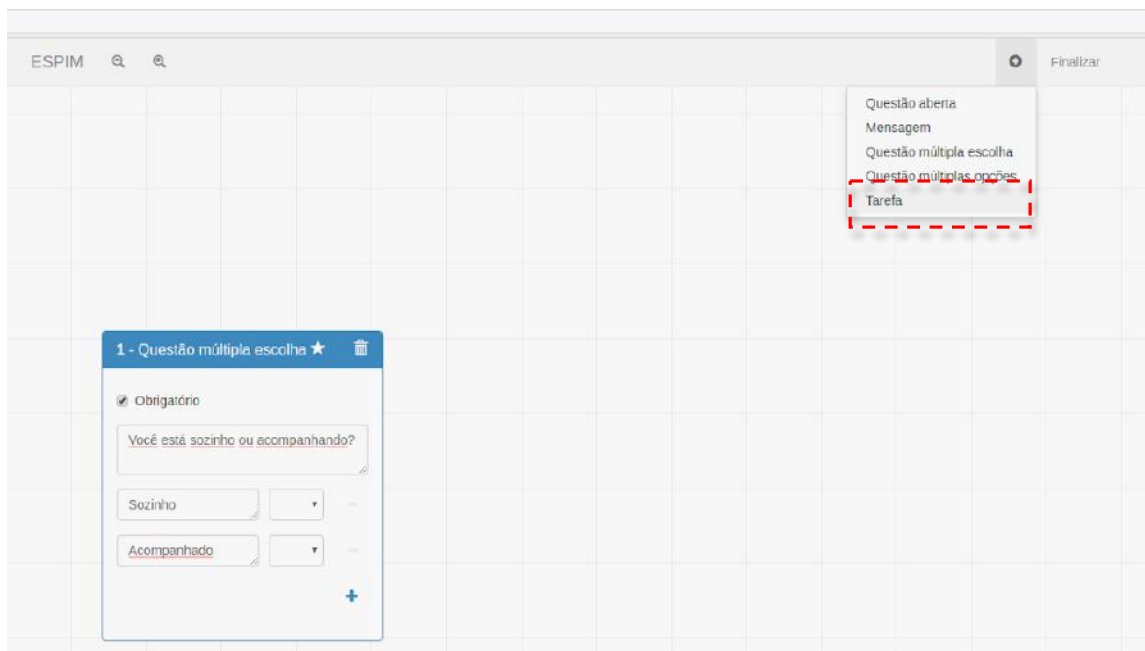 ESPIM
Finalizar
Questão aberta
Mensagem
Questão múltipla escolha
Questão múltiplas opções
Tarefa
1 - Questão múltipla escolha
Obrigatório
Você está sozinho ou acompanhando?
Sozinho
Acompanhado